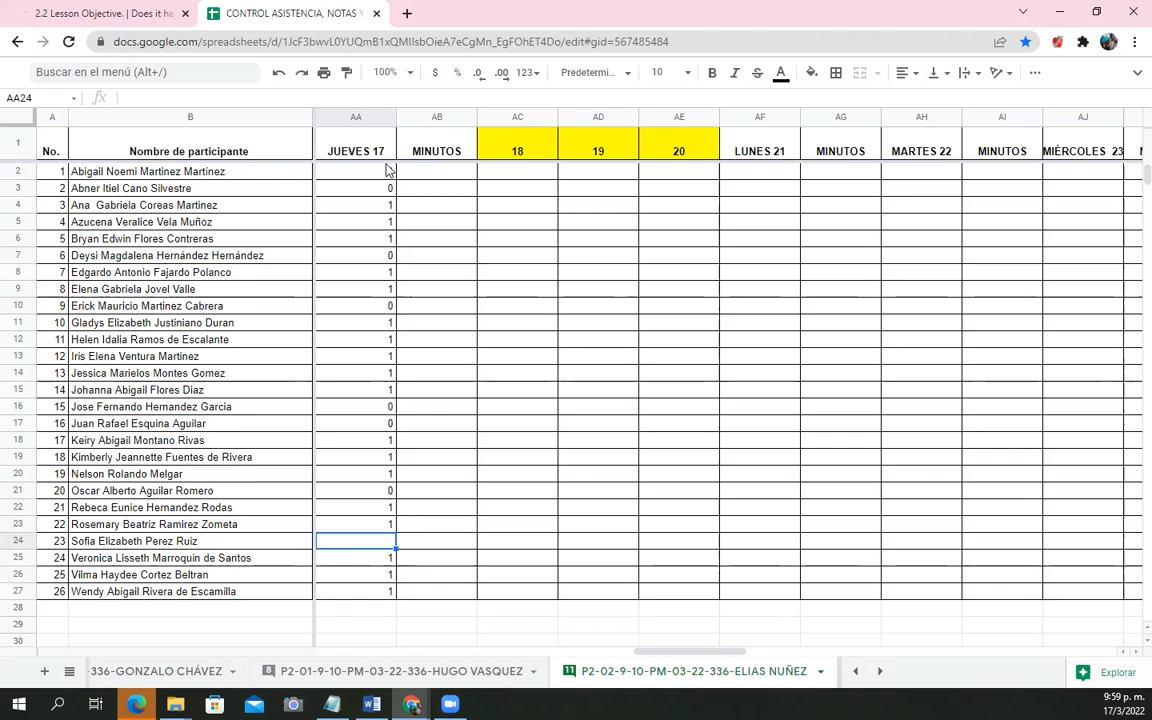 2.2 Lesson Objective. | Does it ha
CONTROL ASISTENCIA, NOTAS Y
docs.google.com/spreadsheets/d/1JcF3bwvL0YUQmB1xQMIIsbOieA7eCgMn_EgFOhET4Do/edit#gid=567485484
Buscar en el menú (Alt+/)
100%
$
%
.0
.00
123
Predetermi...
10
B
I
S
A
AA24
fx
A B AA AB AC AD AE AF AG AH AI AJ
1 No. Nombre de participante JUEVES 17 MINUTOS 18 19 20 LUNES 21 MINUTOS MARTES 22 MINUTOS MIÉRCOLES 23
2 1 Abigail Noemi Martinez Martínez
3 2 Abner Itiel Cano Silvestre 0
4 3 Ana Gabriela Coreas Martinez 1
5 4 Azucena Veralice Vela Muñoz 1
6 5 Bryan Edwin Flores Contreras 1
7 6 Deysi Magdalena Hernández Hernández 0
8 7 Edgardo Antonio Fajardo Polanco 1
9 8 Elena Gabriela Jovel Valle 1
10 9 Erick Mauricio Martinez Cabrera 0
11 10 Gladys Elizabeth Justiniano Duran 1
12 11 Helen Idalia Ramos de Escalante 1
13 12 Iris Elena Ventura Martinez 1
14 13 Jessica Marielos Montes Gomez 1
15 14 Johanna Abigail Flores Diaz 1
16 15 Jose Fernando Hernandez Garcia 0
17 16 Juan Rafael Esquina Aguilar 0
18 17 Keiry Abigail Montano Rivas 1
19 18 Kimberly Jeannette Fuentes de Rivera 1
20 19 Nelson Rolando Melgar 1
21 20 Oscar Alberto Aguilar Romero 0
22 21 Rebeca Eunice Hernandez Rodas 1
23 22 Rosemary Beatriz Ramirez Zometa 1
24 23 Sofia Elizabeth Perez Ruiz
25 24 Veronica Lisseth Marroquin de Santos 1
26 25 Vilma Haydee Cortez Beltran 1
27 26 Wendy Abigail Rivera de Escamilla 1
28
29
30
-336-GONZALO CHÁVEZ
8 P2-01-9-10-PM-03-22-336-HUGO VASQUEZ
11 P2-02-9-10-PM-03-22-336-ELIAS NUÑEZ
Explorar
9:59 p. m.
17/3/2022